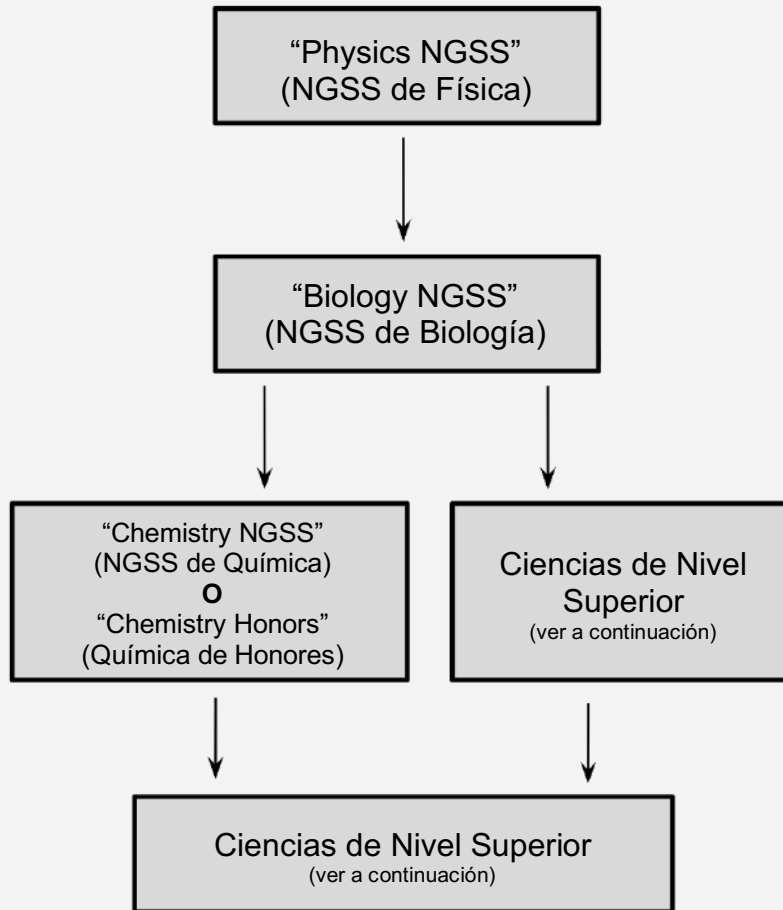 “Physics NGSS”
(NGSS de Física)
“Biology NGSS”
(NGSS de Biología)
“Chemistry NGSS”
(NGSS de Química)
O
“Chemistry Honors”
(Química de Honores)
Ciencias de Nivel
Superior
(ver a continuación)
Ciencias de Nivel Superior
(ver a continuación)